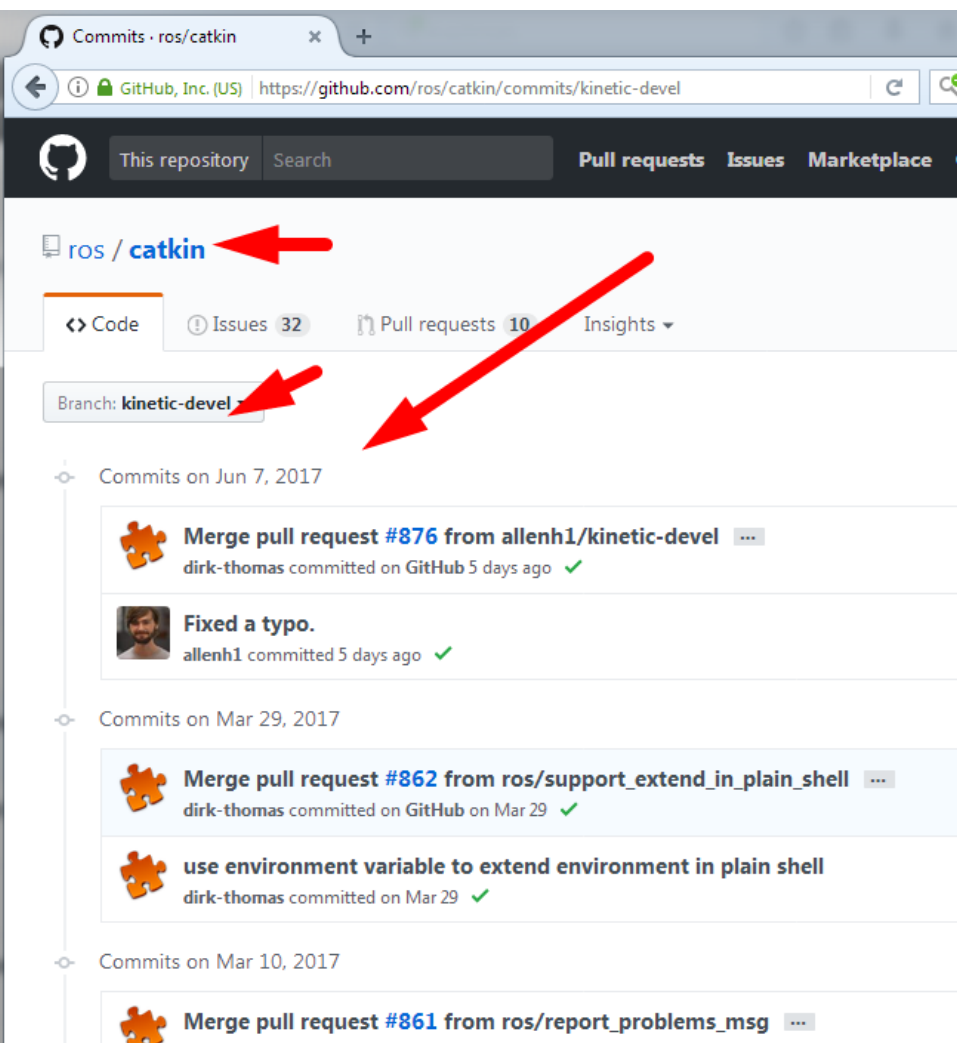 Commits · ros/catkin
GitHub, Inc. (US) https://github.com/ros/catkin/commits/kinetic-devel
This repository Search Pull requests Issues Marketplace
ros / catkin
Code Issues 32 Pull requests 10 Insights
Branch: kinetic-devel
Commits on Jun 7, 2017
Merge pull request #876 from allenh1/kinetic-devel ...
dirk-thomas committed on GitHub 5 days ago
Fixed a typo.
allenh1 committed 5 days ago
Commits on Mar 29, 2017
Merge pull request #862 from ros/support_extend_in_plain_shell ...
dirk-thomas committed on GitHub on Mar 29
use environment variable to extend environment in plain shell
dirk-thomas committed on Mar 29
Commits on Mar 10, 2017
Merge pull request #861 from ros/report_problems_msg ...